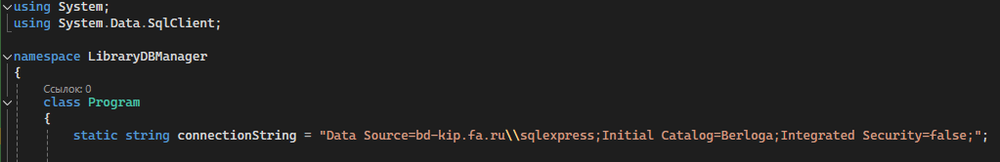 using System;
using System.Data.SqlClient;
namespace LibraryDBManager
{
Ссылок: 0
class Program
{
static string connectionString = "Data Source=bd-kip.fa.ru\\sqlexpress;Initial Catalog=Berloga;Integrated Security=false;";